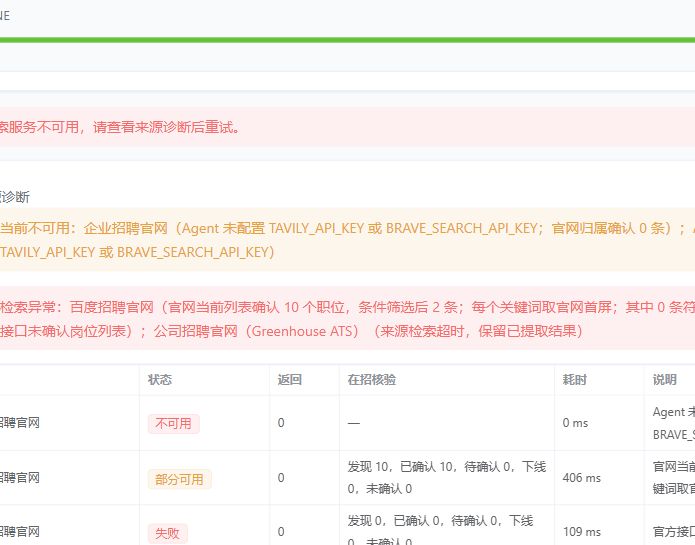 NE
索服务不可用，请查看来源诊断后重试。
诊断
当前不可用：企业招聘官网（Agent 未配置 TAVILY_API_KEY 或 BRAVE_SEARCH_API_KEY；官网归属确认 0 条）；
TAVILY_API_KEY 或 BRAVE_SEARCH_API_KEY）
检索异常：百度招聘官网（官网当前列表确认 10 个职位，条件筛选后 2 条；每个关键词取官网首屏；其中 0 条符
接口未确认岗位列表）；公司招聘官网（Greenhouse ATS）（来源检索超时，保留已提取结果）
状态 返回 在招核验 耗时 说明
招聘官网 不可用 0 — 0 ms Agent 未
BRAVE_S
招聘官网 部分可用 0 发现 10，已确认 10，待确认 0，下线 0，未确认 0 406 ms 官网当前
键词取官
招聘官网 失败 0 发现 0，已确认 0，待确认 0，下线 0，未确认 0 109 ms 官方接口